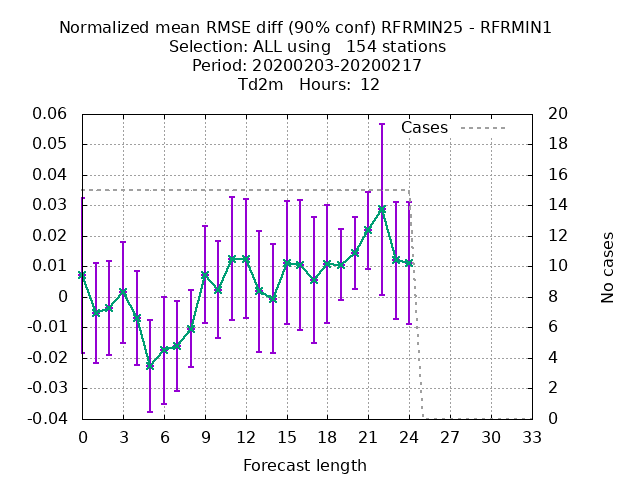 Normalized mean RMSE diff (90% conf) RFRMIN25 - RFRMIN1
Selection: ALL using   154 stations
Period: 20200203-20200217
Td2m   Hours:  12
Cases
0.06
0.05
0.04
0.03
0.02
0.01
0
-0.01
-0.02
-0.03
-0.04
20
18
16
14
12
10
8
6
4
2
0
No cases
0 3 6 9 12 15 18 21 24 27 30 33
Forecast length